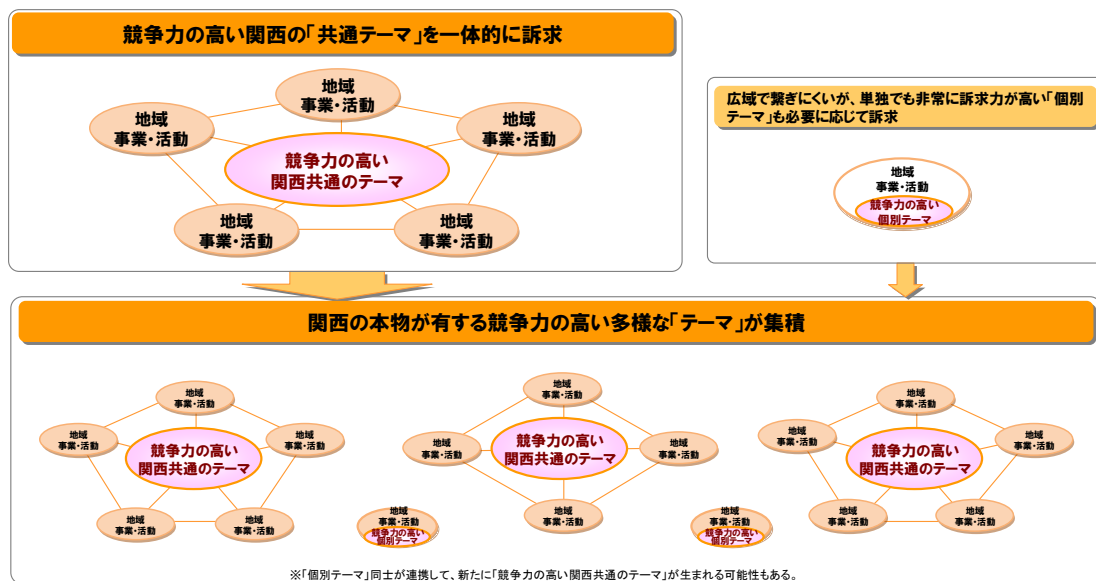 競争力の高い関西の「共通テーマ」を一体的に訴求
地域
事業・活動
地域
事業・活動
地域
事業・活動
競争力の高い
関西共通のテーマ
地域
事業・活動
地域
事業・活動
広域で繋ぎにくいが、単独でも非常に訴求力が高い「個別
テーマ」も必要に応じて訴求
地域
事業・活動
競争力の高い
個別テーマ
関西の本物が有する競争力の高い多様な「テーマ」が集積
地域
事業・活動
地域
事業・活動
地域
事業・活動
競争力の高い
関西共通のテーマ
地域
事業・活動
地域
事業・活動
地域
事業・活動
地域
事業・活動
地域
事業・活動
競争力の高い
関西共通のテーマ
地域
事業・活動
地域
事業・活動
地域
事業・活動
地域
事業・活動
競争力の高い
関西共通のテーマ
地域
事業・活動
地域
事業・活動
地域
事業・活動
競争力の高い
個別テーマ
地域
事業・活動
競争力の高い
個別テーマ
※「個別テーマ」同士が連携して、新たに「競争力の高い関西共通のテーマ」が生まれる可能性もある。